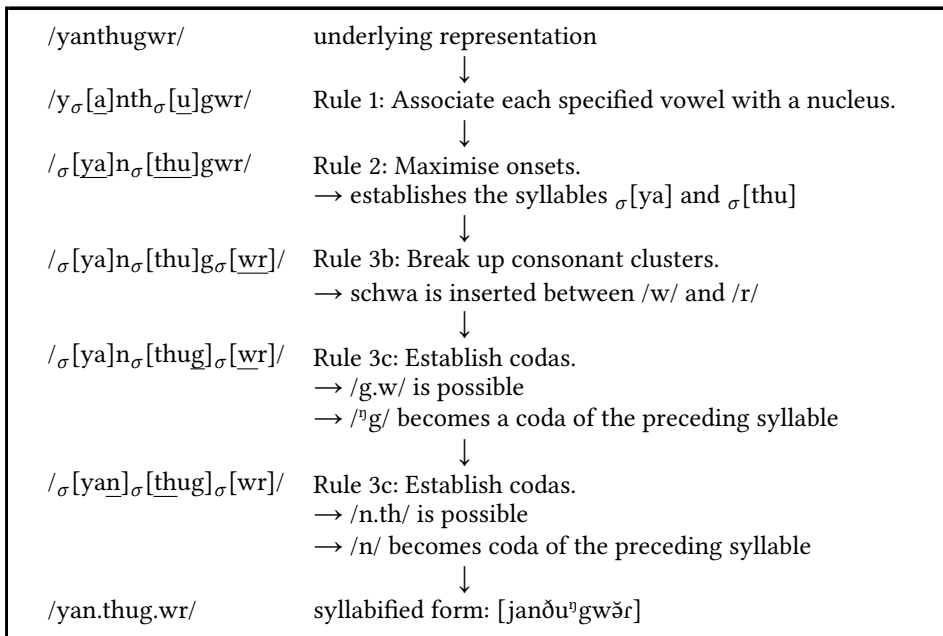 /yanthugwr/ underlying representation
↓
/yσ[a]nthσ[u]gwr/ Rule 1: Associate each specified vowel with a nucleus.
↓
/σ[ya]nσ[thu]gwr/ Rule 2: Maximise onsets.
→ establishes the syllables σ[ya] and σ[thu]
↓
/σ[ya]nσ[thu]gσ[wr]/ Rule 3b: Break up consonant clusters.
→ schwa is inserted between /w/ and /r/
↓
/σ[ya]nσ[thug]σ[wr]/ Rule 3c: Establish codas.
→ /g.w/ is possible
→ /ᵑg/ becomes a coda of the preceding syllable
↓
/σ[yan]σ[thug]σ[wr]/ Rule 3c: Establish codas.
→ /n.th/ is possible
→ /n/ becomes coda of the preceding syllable
↓
/yan.thug.wr/ syllabified form: [janðuᵑgwə̆ɾ]